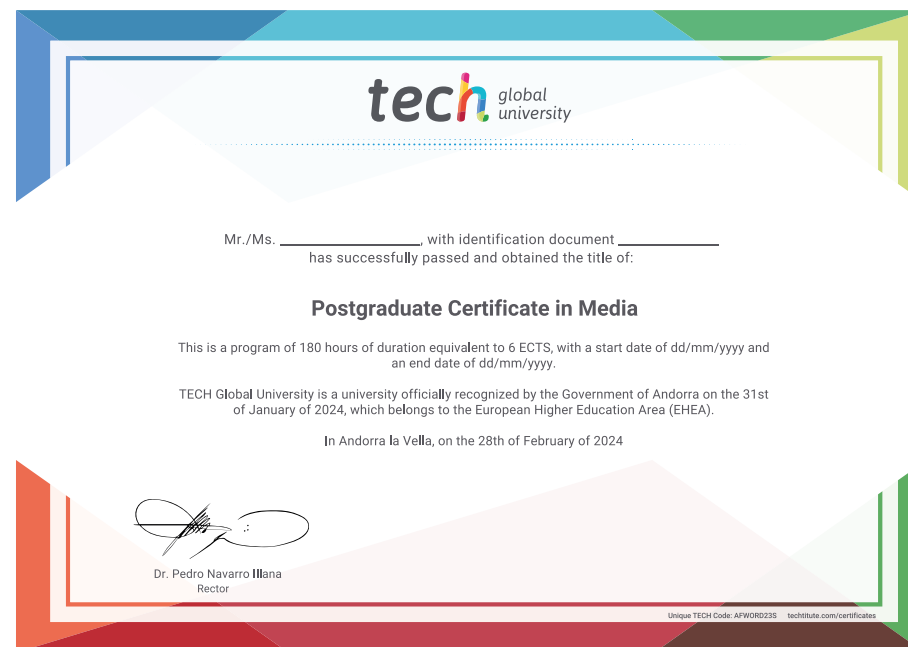 tech global
university
Mr./Ms. ____________________, with identification document ______________
has successfully passed and obtained the title of:
Postgraduate Certificate in Media
This is a program of 180 hours of duration equivalent to 6 ECTS, with a start date of dd/mm/yyyy and
an end date of dd/mm/yyyy.
TECH Global University is a university officially recognized by the Government of Andorra on the 31st
of January of 2024, which belongs to the European Higher Education Area (EHEA).
In Andorra la Vella, on the 28th of February of 2024
Dr. Pedro Navarro Illana
Rector
Unique TECH Code: AFWORD23S techtitute.com/certificates